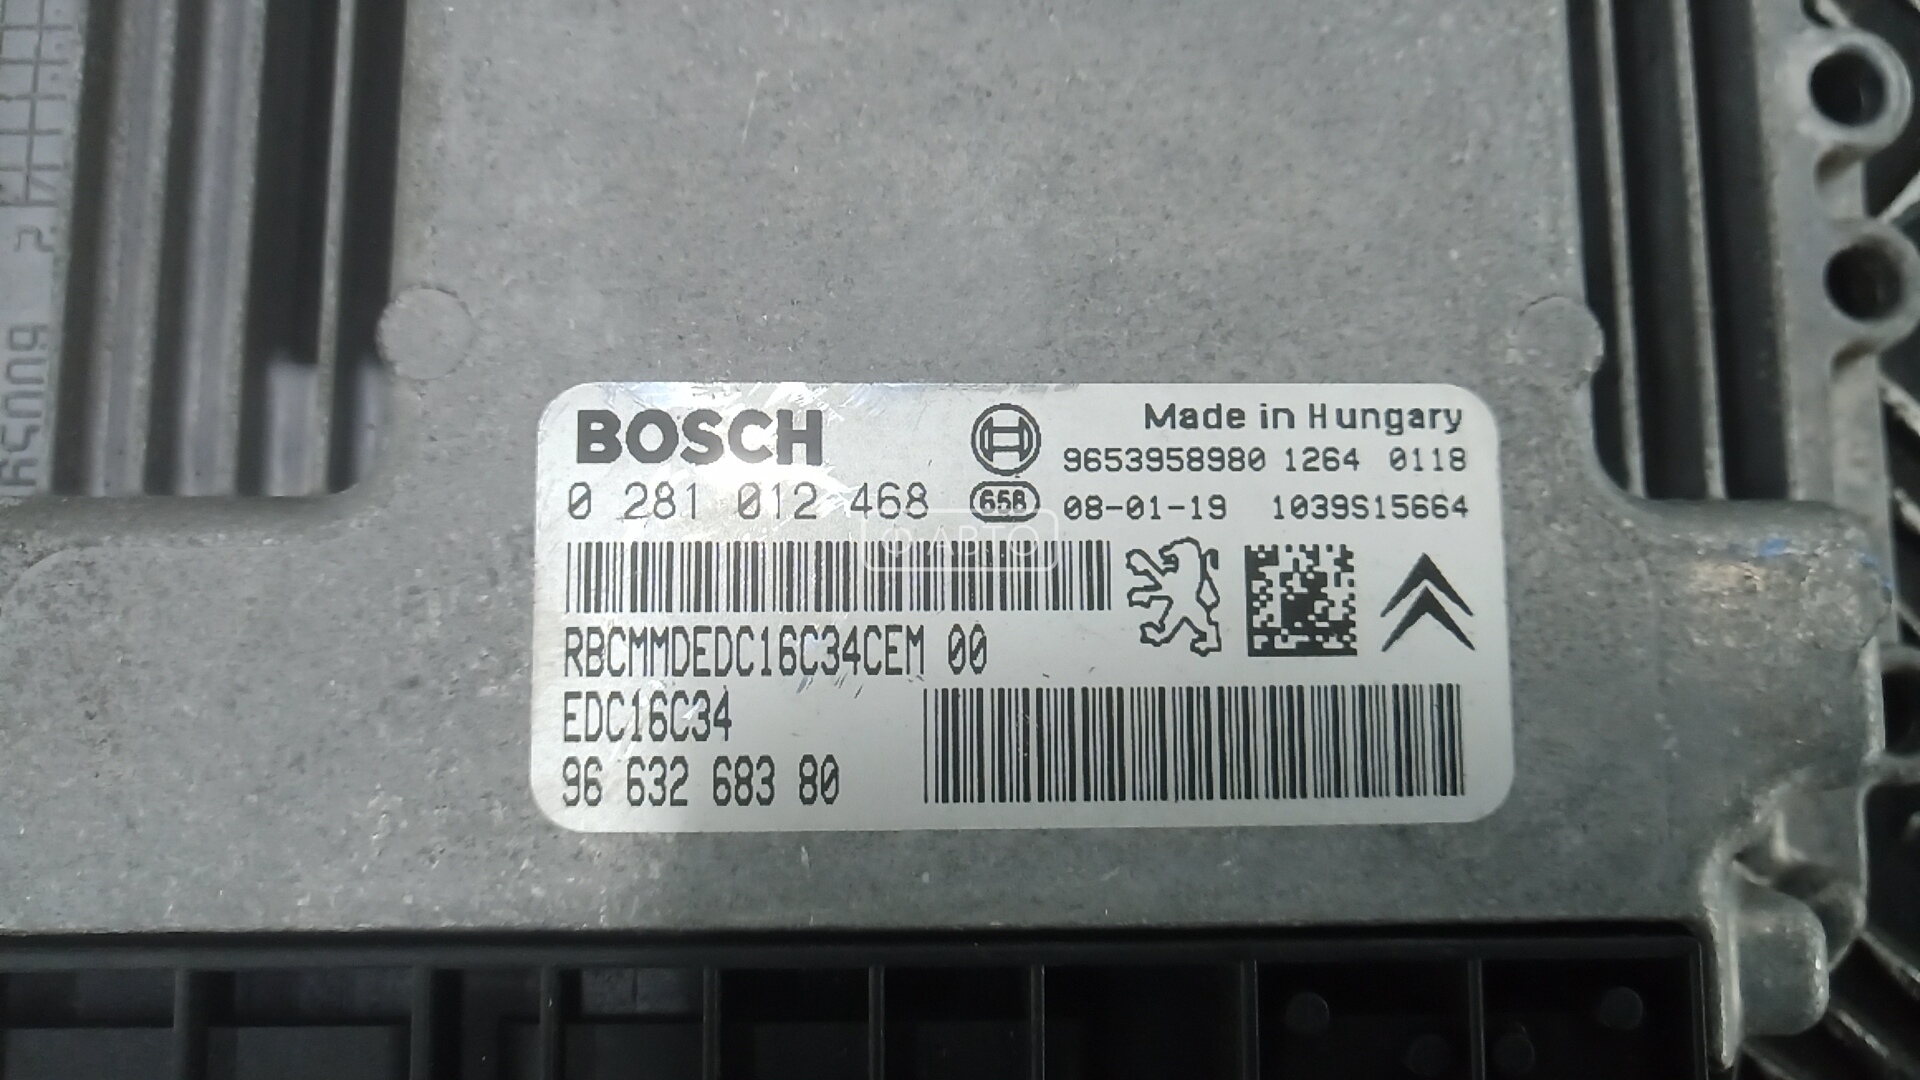 BOSCH
Made in Hungary
9653958980 1264 0118
0 281 012 468
658
08-01-19 1039S15664
Ф АВТО
RBCMMDEDC16C34CEM 00
EDC16C34
96 632 683 80